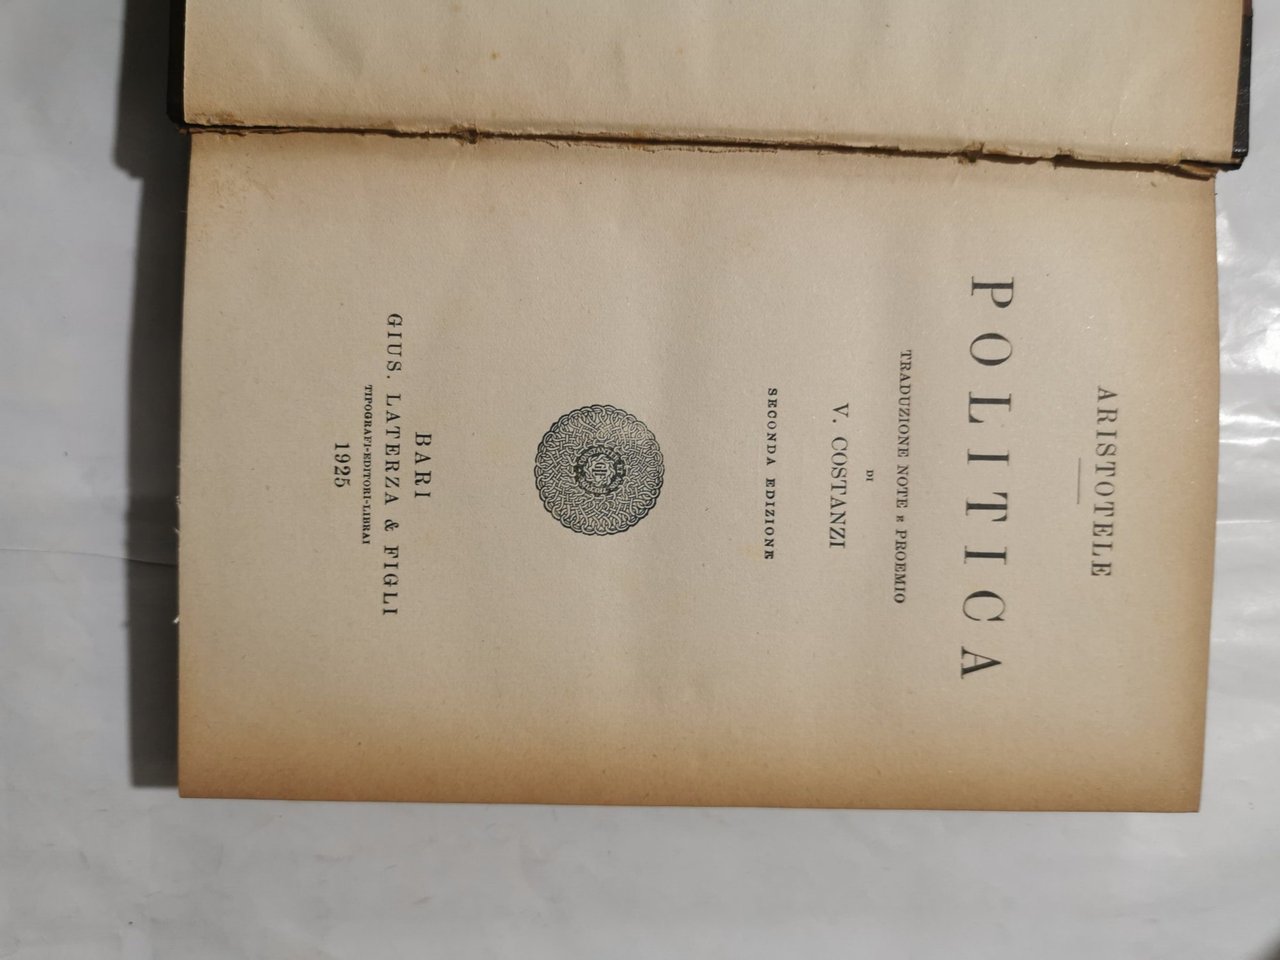 ARISTOTELE
POLITICA
TRADUZIONE NOTE E PROEMIO
DI
V. COSTANZI
SECONDA EDIZIONE
BARI
GIUS. LATERZA & FIGLI
TIPOGRAFI-EDITORI-LIBRAI
1925